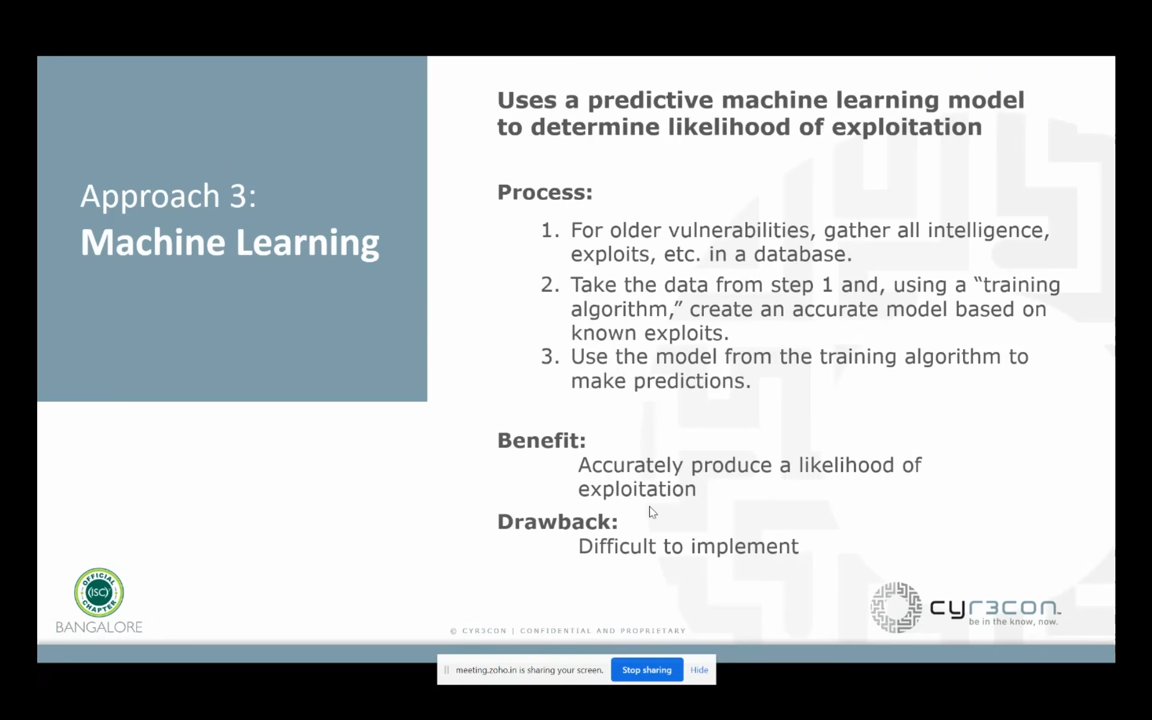 Uses a predictive machine learning model
to determine likelihood of exploitation
Approach 3:
Machine Learning
Process:
1. For older vulnerabilities, gather all intelligence,
exploits, etc. in a database.
2. Take the data from step 1 and, using a “training
algorithm,” create an accurate model based on
known exploits.
3. Use the model from the training algorithm to
make predictions.
Benefit:
Accurately produce a likelihood of
exploitation
Drawback:
Difficult to implement
OFFICIAL
(ISC)
CHAPTER
BANGALORE
cyr3con™
be in the know, now.
© CYR3CON | CONFIDENTIAL AND PROPRIETARY
meeting.zoho.in is sharing your screen. Stop sharing Hide